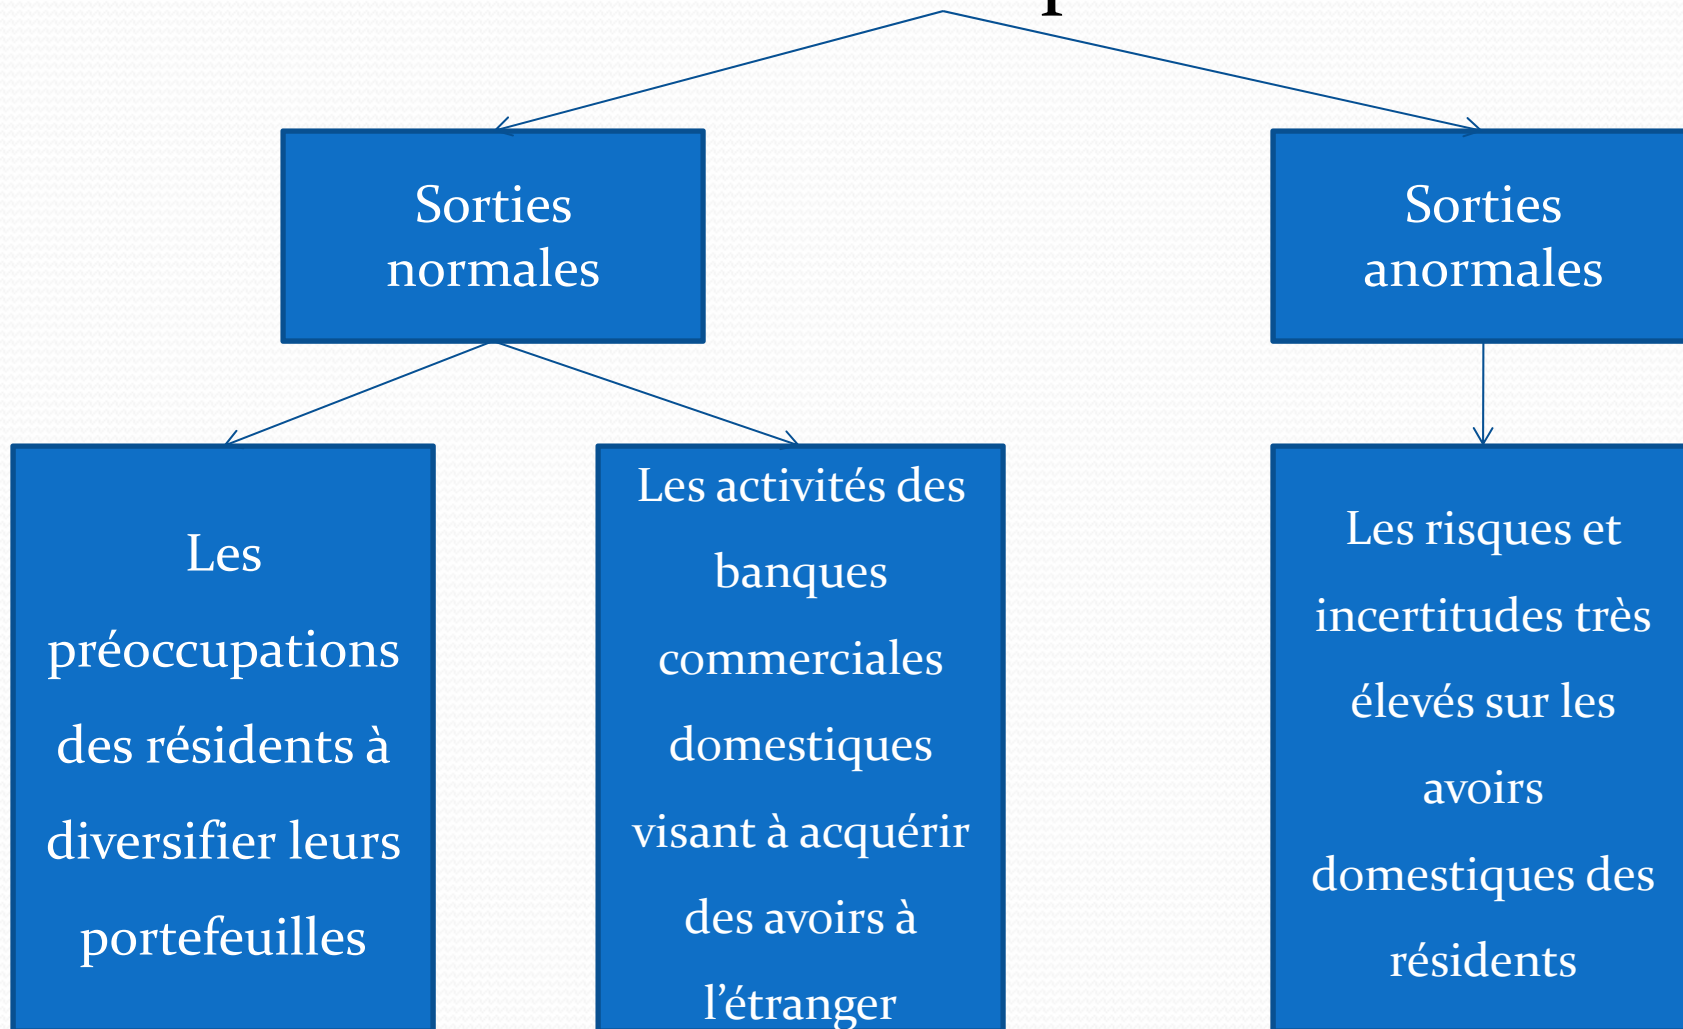 Sorties
normales
Sorties
anormales
Les
préoccupations
des résidents à
diversifier leurs
portefeuilles
Les activités des
banques
commerciales
domestiques
visant à acquérir
des avoirs à
l’étranger
Les risques et
incertitudes très
élevés sur les
avoirs
domestiques des
résidents